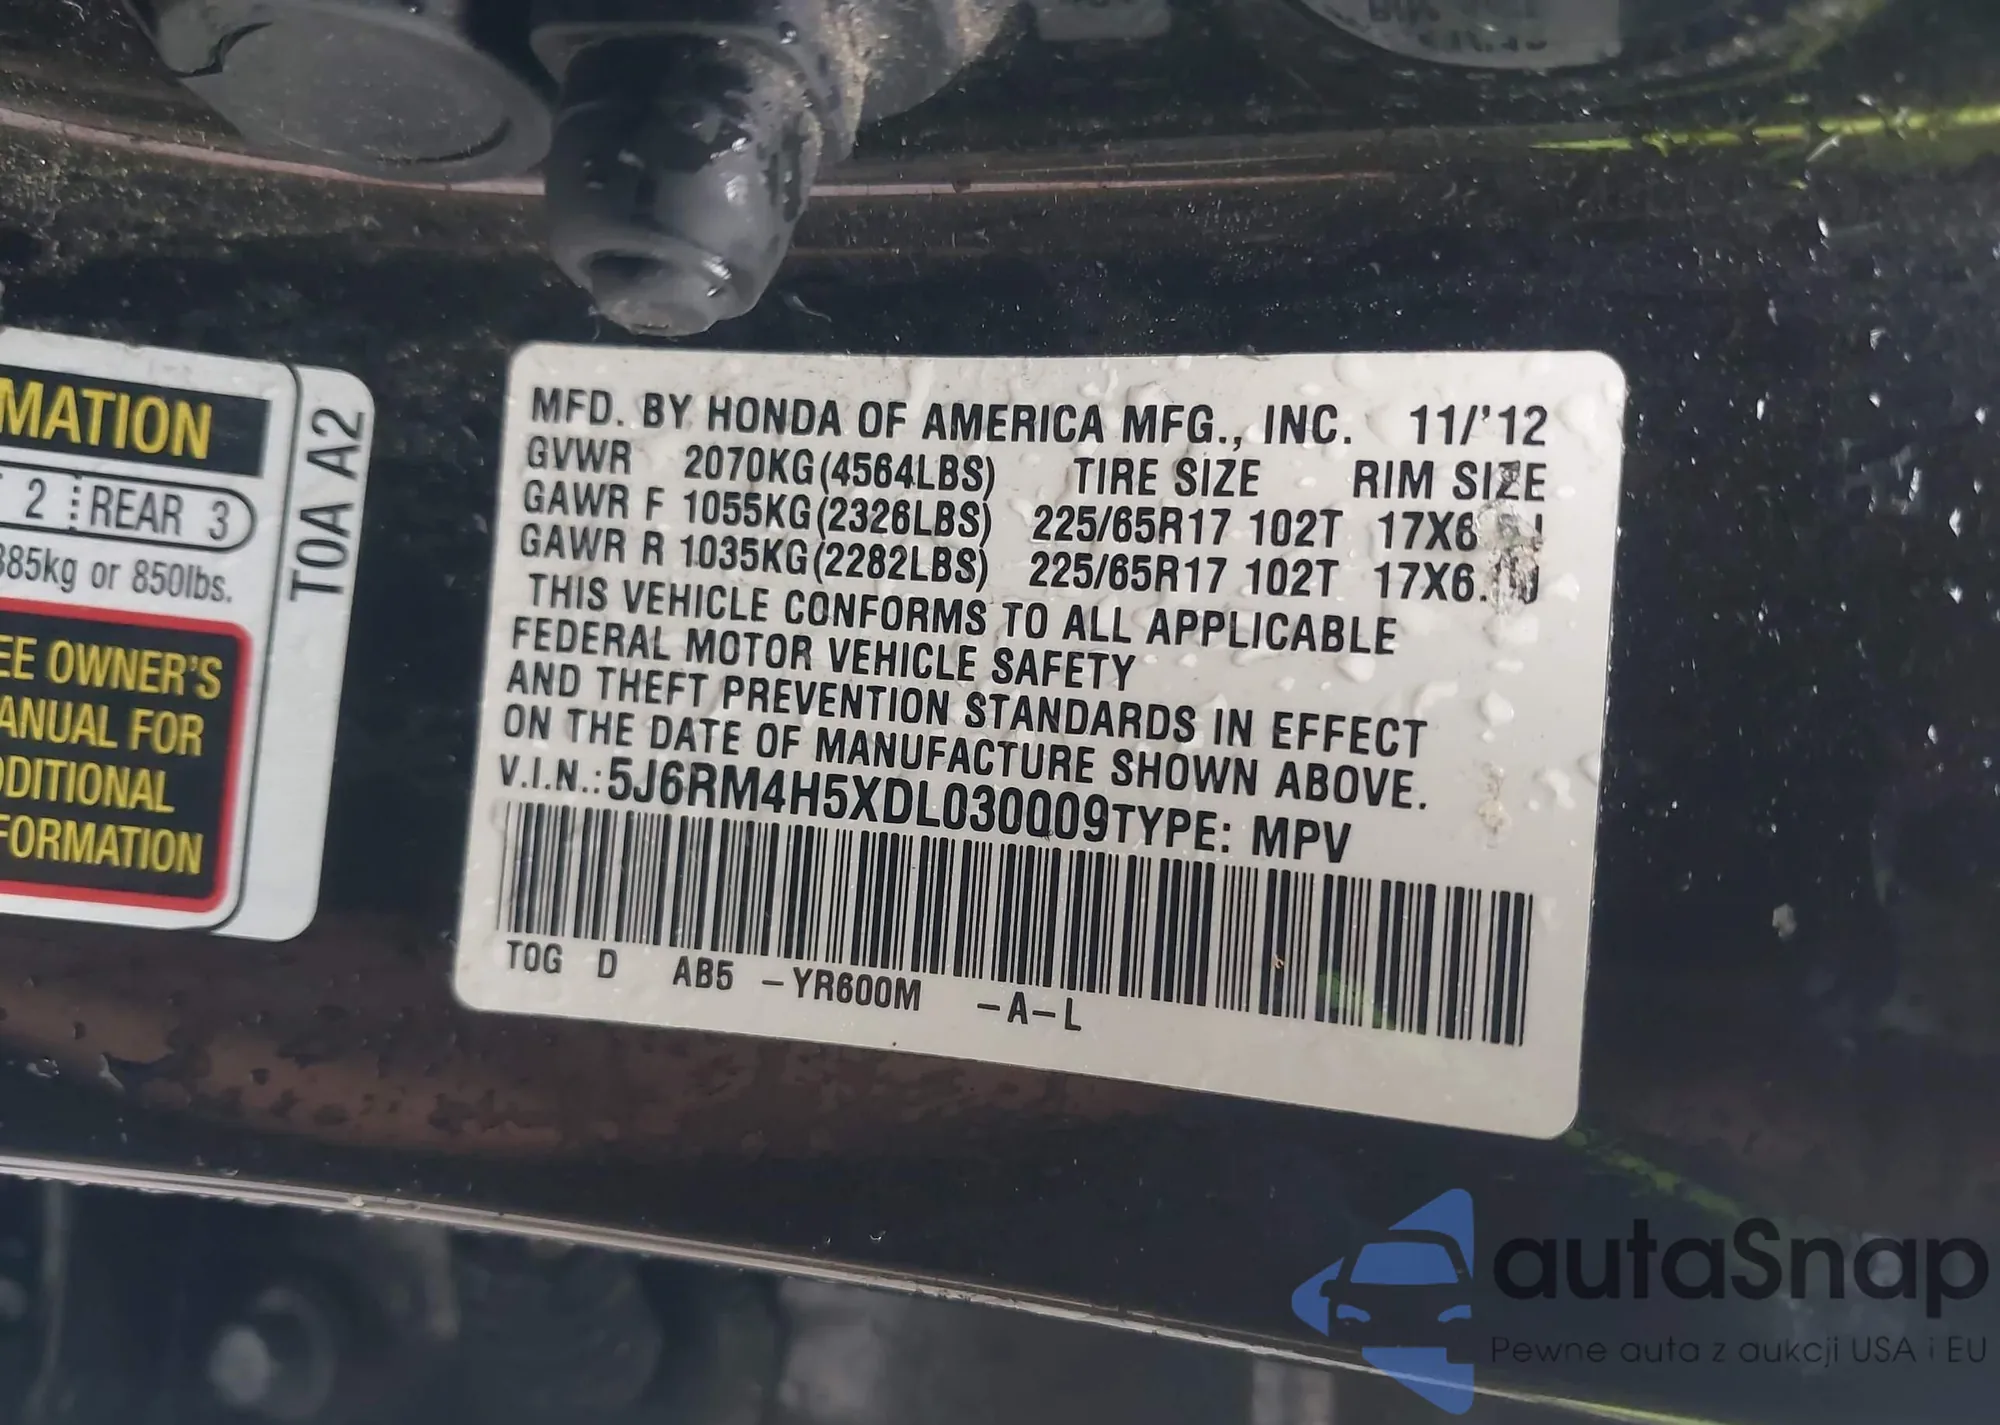 MATION
2 REAR 3
385kg or 850lbs.
EE OWNER'S
ANUAL FOR
DDITIONAL
FORMATION
T0A A2
MFD. BY HONDA OF AMERICA MFG., INC. 11/'12
GVWR 2070KG(4564LBS) TIRE SIZE RIM SIZE
GAWR F 1055KG(2326LBS) 225/65R17 102T
GAWR R 1035KG(2282LBS) 225/65R17 102T
THIS VEHICLE CONFORMS TO ALL APPLICABLE
FEDERAL MOTOR VEHICLE SAFETY
AND THEFT PREVENTION STANDARDS IN EFFECT
ON THE DATE OF MANUFACTURE SHOWN ABOVE.
V.I.N.: 5J6RM4H5XDL030009 TYPE: MPV
TOG D AB5 -YR600M -A-L
autaSnap
Pewne auta z aukcji USA i EU